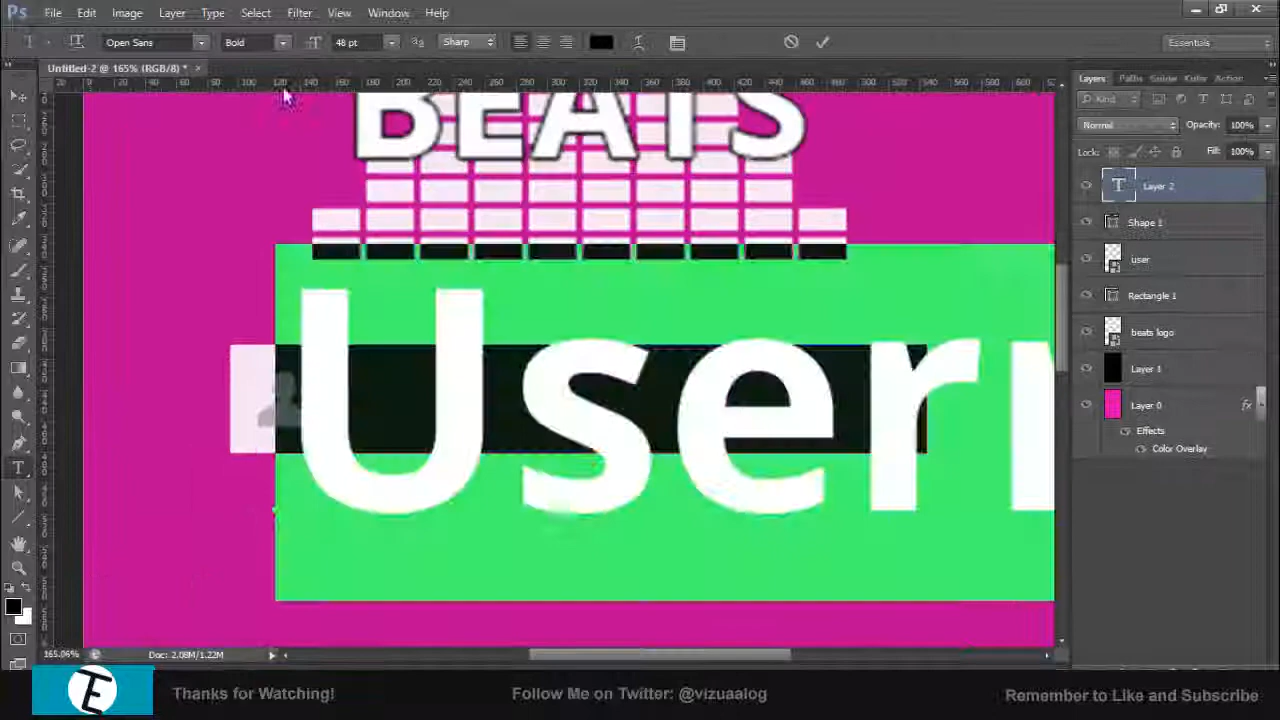 Ps File Edit Image Layer Type Select Filter View Window Help
Open Sans Bold 48 pt Sharp Essentials
Untitled-2 @ 165% (RGB/8) *
Layers Paths Action
Kind
Normal Opacity: 100%
Lock: Fill: 100%
T Layer 2
Shape 1
user
Rectangle 1
beats logo
Layer 1
Layer 0 fx
Effects
Color Overlay
BEATS
User
165.06% Doc: 2.08M/1.22M
Thanks for Watching! Follow Me on Twitter: @vizuaalog Remember to Like and Subscribe